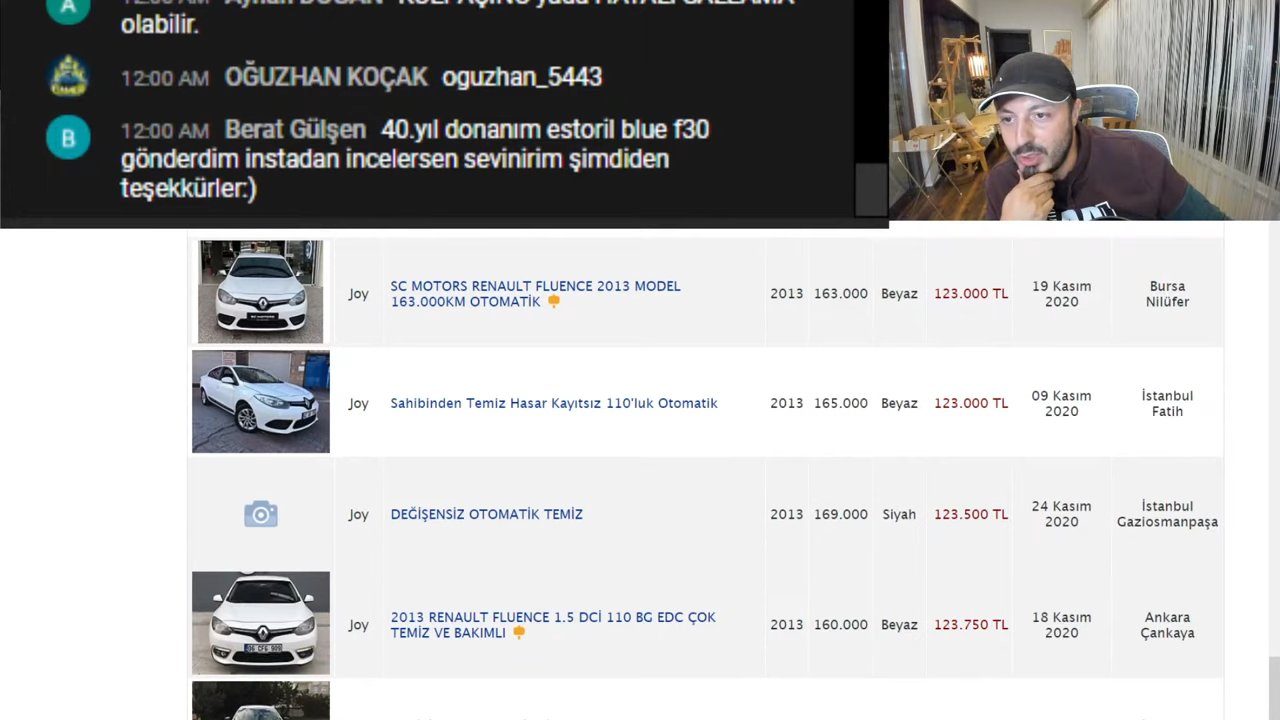 olabilir.
12:00 AM OĞUZHAN KOÇAK oguzhan_5443
B 12:00 AM Berat Gülşen 40.yıl donanım estoril blue f30
gönderdim instadan incelersen sevinirim şimdiden
teşekkürler:)
Joy SC MOTORS RENAULT FLUENCE 2013 MODEL 2013 163.000 Beyaz 123.000 TL 19 Kasım Bursa
163.000KM OTOMATİK 2020 Nilüfer
Joy Sahibinden Temiz Hasar Kayıtsız 110'luk Otomatik 2013 165.000 Beyaz 123.000 TL 09 Kasım İstanbul
2020 Fatih
Joy DEĞİŞENSİZ OTOMATİK TEMİZ 2013 169.000 Siyah 123.500 TL 24 Kasım İstanbul
2020 Gaziosmanpaşa
Joy 2013 RENAULT FLUENCE 1.5 DCİ 110 BG EDC ÇOK 2013 160.000 Beyaz 123.750 TL 18 Kasım Ankara
TEMİZ VE BAKIMLI 2020 Çankaya